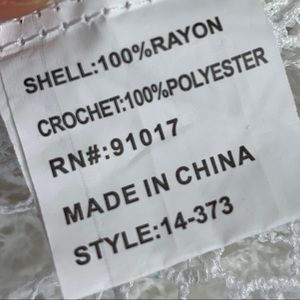 SHELL:100%RAYON
CROCHET:100%POLYESTER
RN#:91017
MADE IN CHINA
STYLE:14-373